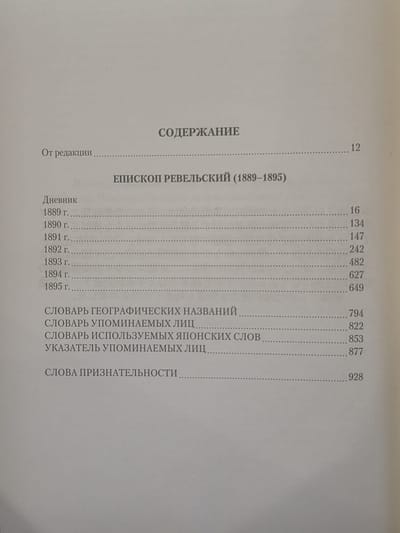 СОДЕРЖАНИЕ
От редакции 12
ЕПИСКОП РЕВЕЛЬСКИЙ (1889–1895)
Дневник
1889 г. 16
1890 г. 134
1891 г. 147
1892 г. 242
1893 г. 482
1894 г. 627
1895 г. 649
СЛОВАРЬ ГЕОГРАФИЧЕСКИХ НАЗВАНИЙ 794
СЛОВАРЬ УПОМИНАЕМЫХ ЛИЦ 822
СЛОВАРЬ ИСПОЛЬЗУЕМЫХ ЯПОНСКИХ СЛОВ 853
УКАЗАТЕЛЬ УПОМИНАЕМЫХ ЛИЦ 877
СЛОВА ПРИЗНАТЕЛЬНОСТИ 928